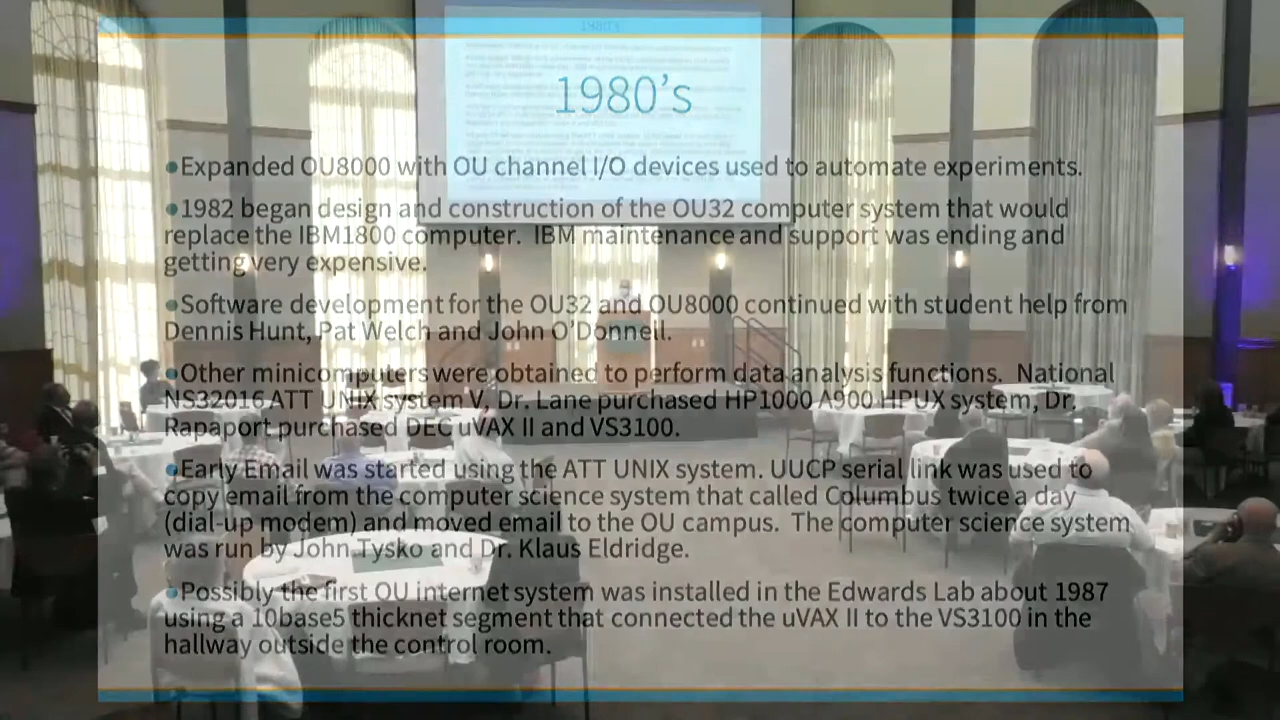 1980’s
●Expanded OU8000 with OU channel I/O devices used to automate experiments.
●1982 began design and construction of the OU32 computer system that would
replace the IBM1800 computer.  IBM maintenance and support was ending and
getting very expensive.
●Software development for the OU32 and OU8000 continued with student help from
Dennis Hunt, Pat Welch and John O’Donnell.
●Other minicomputers were obtained to perform data analysis functions.  National
NS32016 ATT UNIX system V, Dr. Lane purchased HP1000 A900 HPUX system, Dr.
Rapaport purchased DEC uVAX II and VS3100.
●Early Email was started using the ATT UNIX system. UUCP serial link was used to
copy email from the computer science system that called Columbus twice a day
(dial-up modem) and moved email to the OU campus.  The computer science system
was run by John Tysko and Dr. Klaus Eldridge.
●Possibly the first OU internet system was installed in the Edwards Lab about 1987
using a 10base5 thicknet segment that connected the uVAX II to the VS3100 in the
hallway outside the control room.